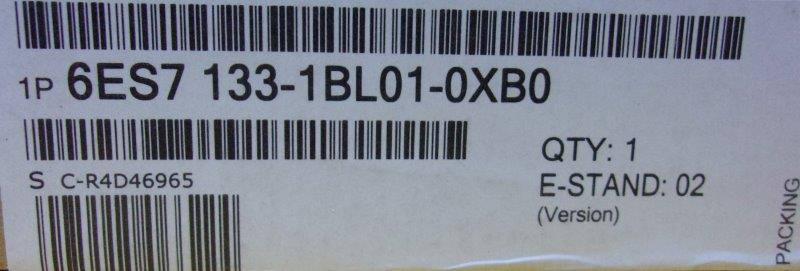 1P 6ES7 133-1BL01-0XB0
S C-R4D46965
QTY: 1
E-STAND: 02
(Version)
PACKING